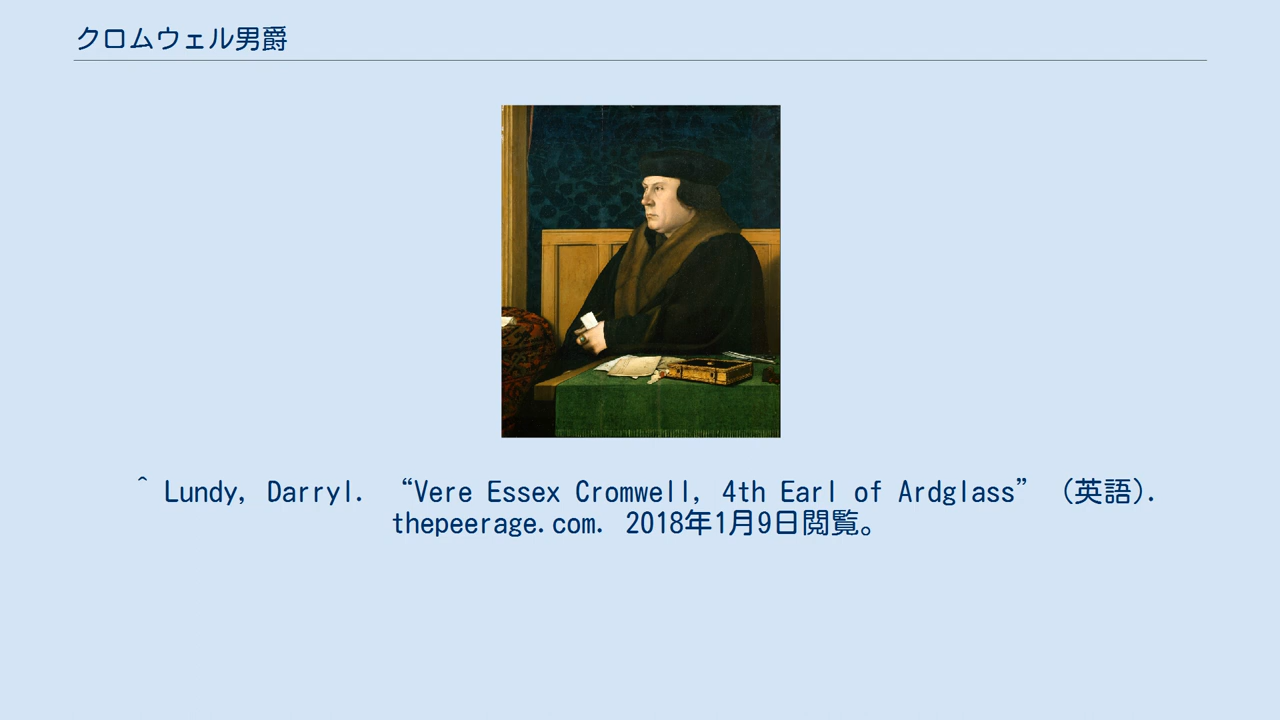 クロムウェル男爵
^ Lundy, Darryl. “Vere Essex Cromwell, 4th Earl of Ardglass” (英語).
thepeerage.com. 2018年1月9日閲覧。